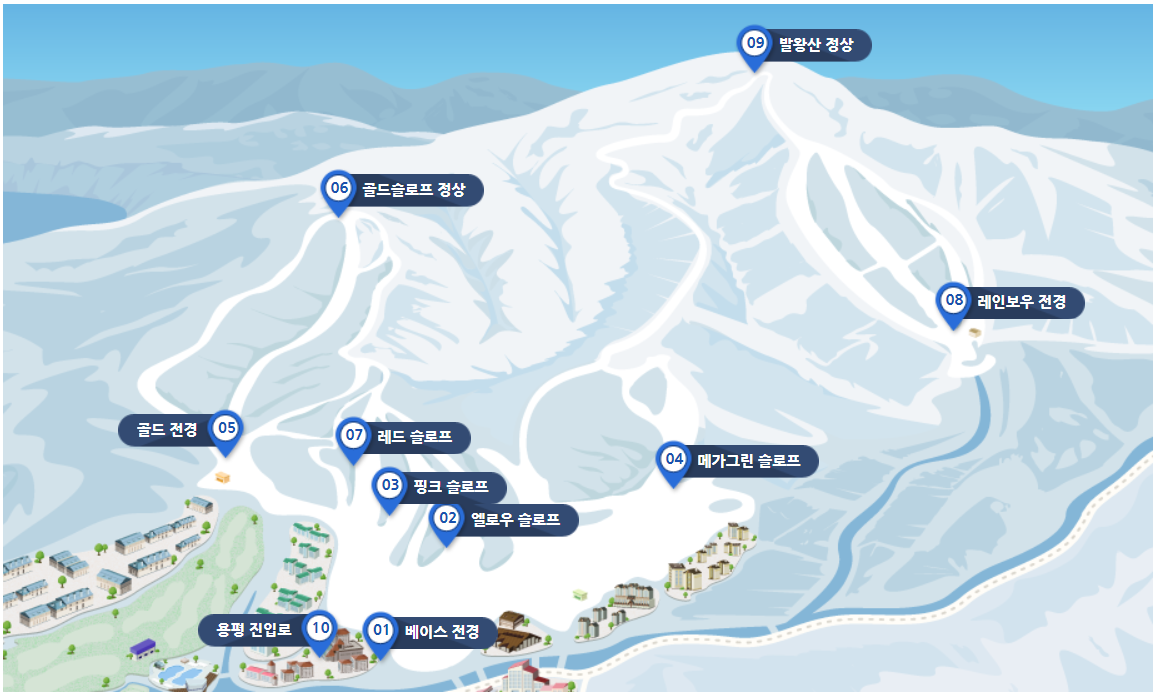 09 발왕산 정상
06 골드슬로프 정상
08 레인보우 전경
05 골드 전경
07 레드 슬로프
04 메가그린 슬로프
03 핑크 슬로프
02 옐로우 슬로프
10 용평 진입로
01 베이스 전경